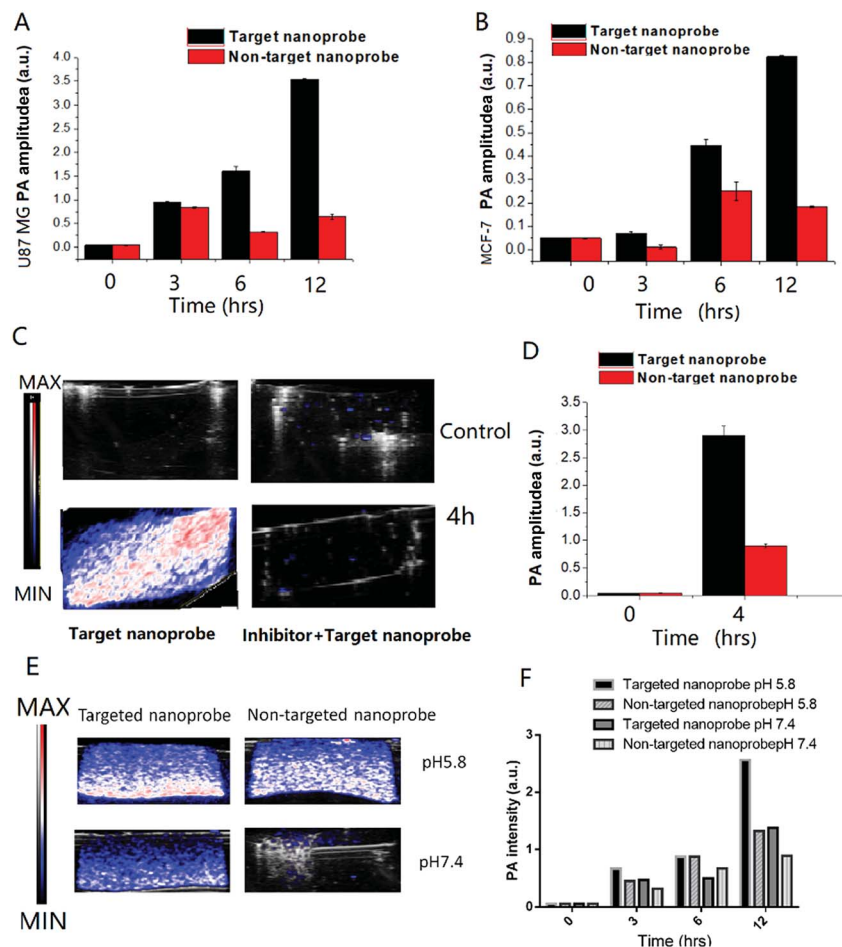 A
Target nanoprobe
Non-target nanoprobe
U87 MG PA amplitudea (a.u.)
4.0
3.5
3.0
2.5
2.0
1.5
1.0
0.5
0.0
0 3 6 12
Time (hrs)
B
Target nanoprobe
Non-target nanoprobe
MCF-7 PA amplitudea (a.u.)
0.9
0.8
0.7
0.6
0.5
0.4
0.3
0.2
0.1
0.0
0 3 6 12
Time (hrs)
C
MAX
MIN
Control
4h
Target nanoprobe
Inhibitor+Target nanoprobe
D
Target nanoprobe
Non-target nanoprobe
PA amplitudea (a.u.)
3.5
3.0
2.5
2.0
1.5
1.0
0.5
0.0
0 4
Time (hrs)
E
MAX
MIN
Targeted nanoprobe
Non-targeted nanoprobe
pH5.8
pH7.4
F
Targeted nanoprobe pH 5.8
Non-targeted nanoprobepH 5.8
Targeted nanoprobe pH 7.4
Non-targeted nanoprobepH 7.4
PA intensity (a.u.)
2
1
0
0 3 6 12
Time (hrs)